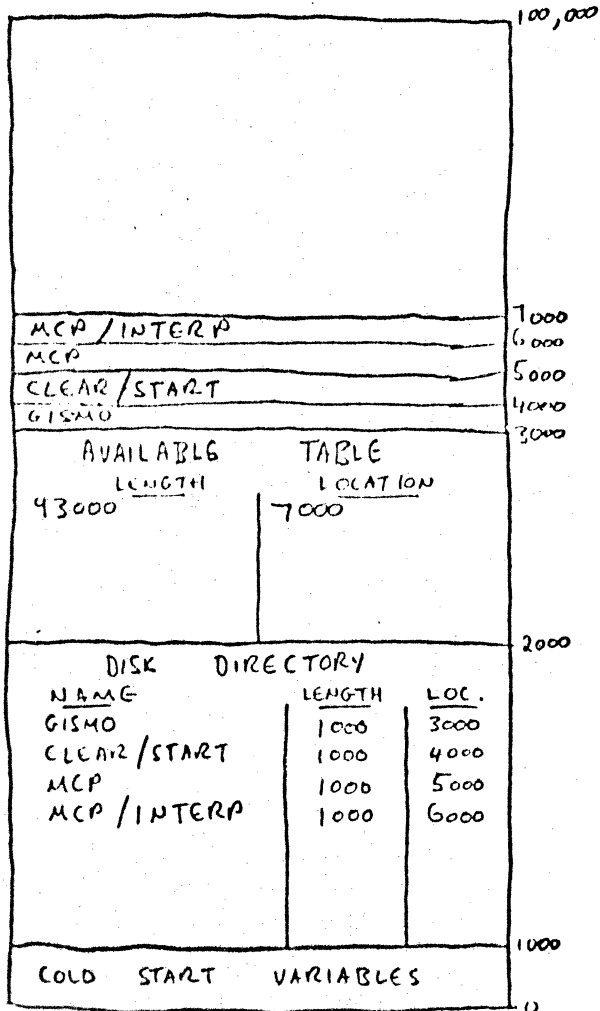 100,000
7000
MCP/INTERP
6000
MCP
5000
CLEAR/START
4000
GISMO
3000
AVAILABLE TABLE
LENGTH LOCATION
93000 7000
2000
DISK DIRECTORY
NAME LENGTH LOC.
GISMO 1000 3000
CLEAR/START 1000 4000
MCP 1000 5000
MCP/INTERP 1000 6000
1000
COLD START VARIABLES
0